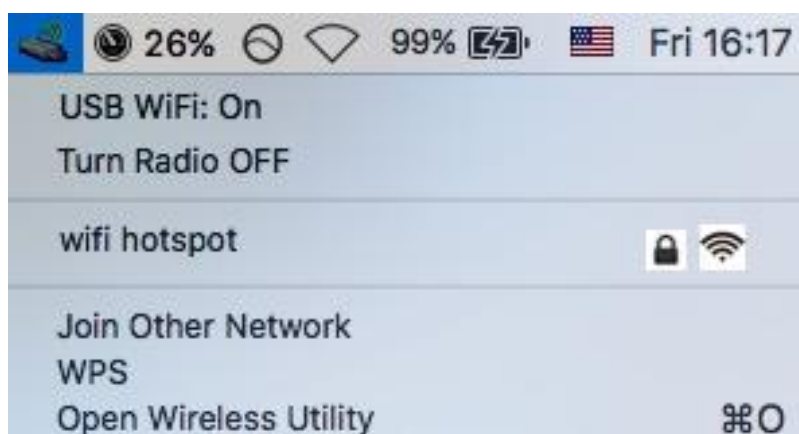 26% 99% Fri 16:17
USB WiFi: On
Turn Radio OFF
wifi hotspot
Join Other Network
WPS
Open Wireless Utility ⌘O